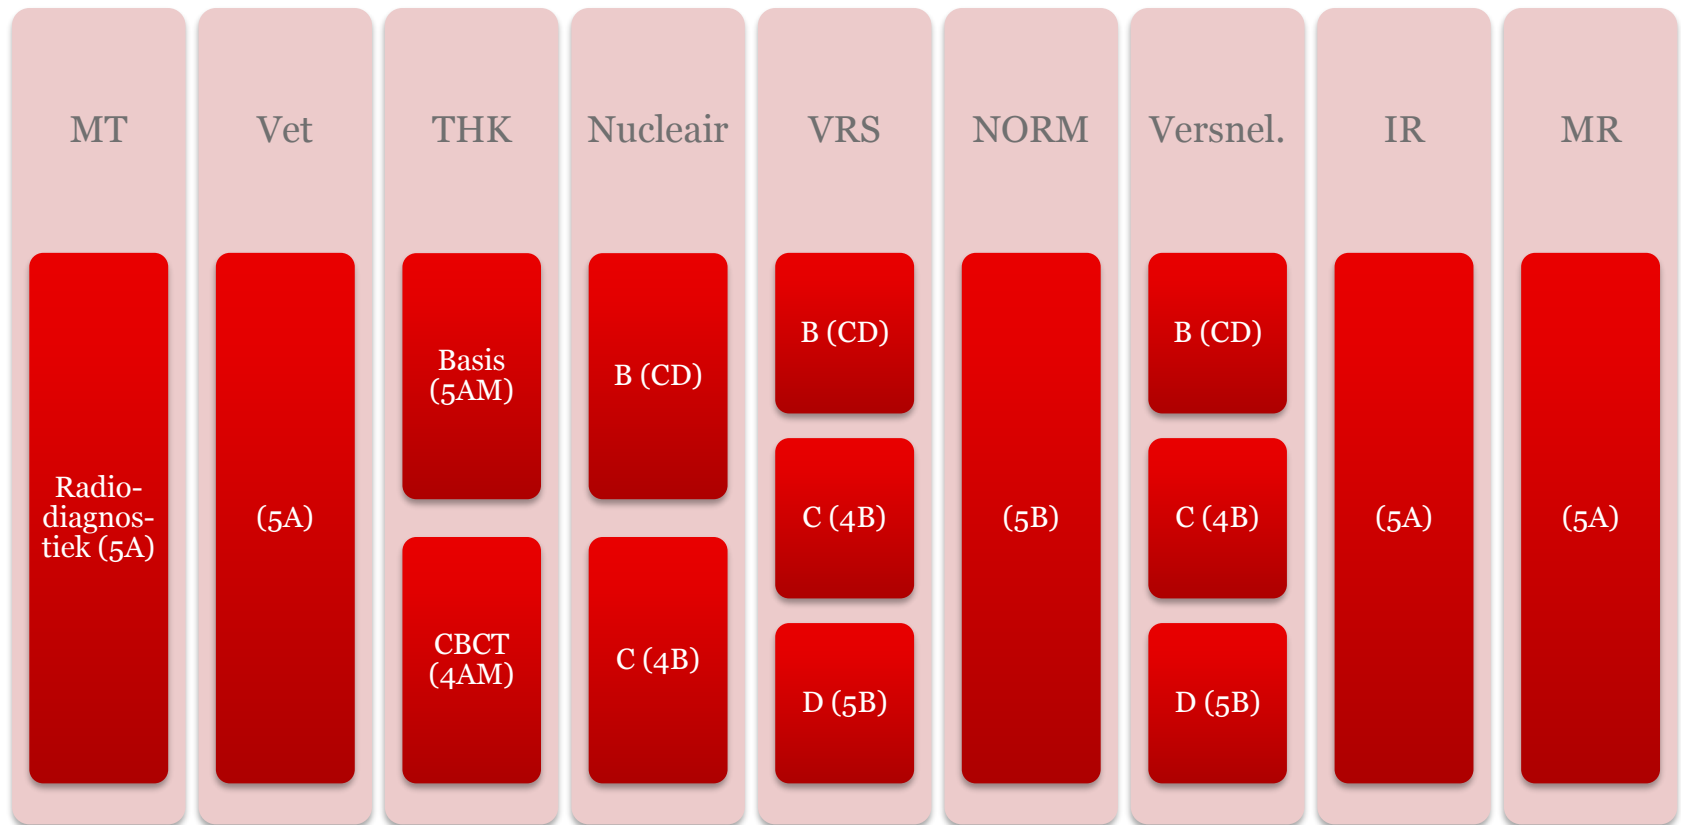 MT
Vet
THK
Nucleair
VRS
NORM
Versnel.
IR
MR
Radio-
diagnos-
tiek (5A)
(5A)
Basis
(5AM)
CBCT
(4AM)
B (CD)
C (4B)
B (CD)
C (4B)
D (5B)
(5B)
B (CD)
C (4B)
D (5B)
(5A)
(5A)